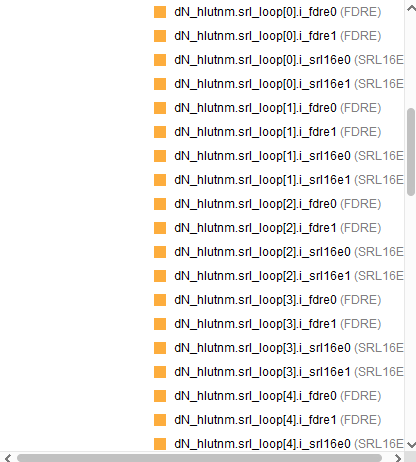 dN_hlutnm.srl_loop[0].i_fdre0 (FDRE)
dN_hlutnm.srl_loop[0].i_fdre1 (FDRE)
dN_hlutnm.srl_loop[0].i_srl16e0 (SRL16E
dN_hlutnm.srl_loop[0].i_srl16e1 (SRL16E
dN_hlutnm.srl_loop[1].i_fdre0 (FDRE)
dN_hlutnm.srl_loop[1].i_fdre1 (FDRE)
dN_hlutnm.srl_loop[1].i_srl16e0 (SRL16E
dN_hlutnm.srl_loop[1].i_srl16e1 (SRL16E
dN_hlutnm.srl_loop[2].i_fdre0 (FDRE)
dN_hlutnm.srl_loop[2].i_fdre1 (FDRE)
dN_hlutnm.srl_loop[2].i_srl16e0 (SRL16E
dN_hlutnm.srl_loop[2].i_srl16e1 (SRL16E
dN_hlutnm.srl_loop[3].i_fdre0 (FDRE)
dN_hlutnm.srl_loop[3].i_fdre1 (FDRE)
dN_hlutnm.srl_loop[3].i_srl16e0 (SRL16E
dN_hlutnm.srl_loop[3].i_srl16e1 (SRL16E
dN_hlutnm.srl_loop[4].i_fdre0 (FDRE)
dN_hlutnm.srl_loop[4].i_fdre1 (FDRE)
dN_hlutnm.srl_loop[4].i_srl16e0 (SRL16E